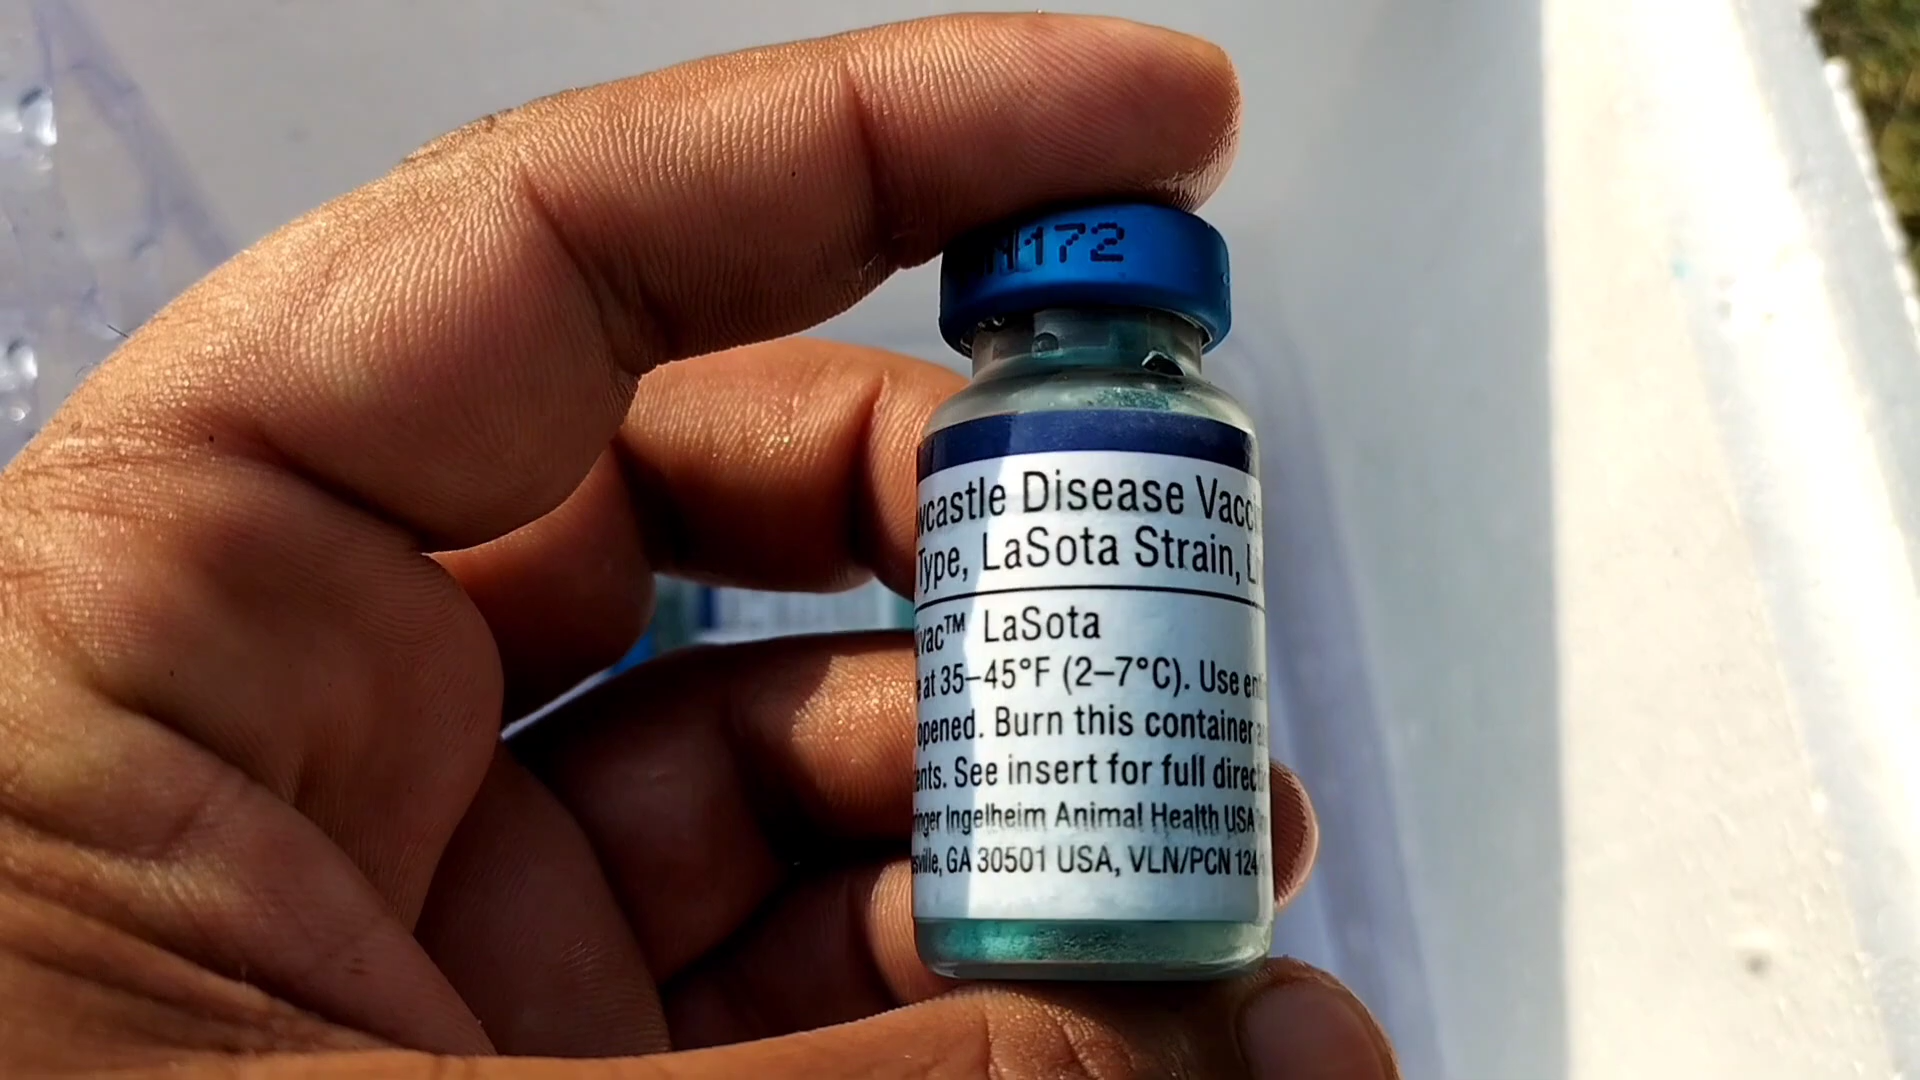 172
wcastle Disease Vacc
Type, LaSota Strain, L
vac™ LaSota
e at 35–45°F (2–7°C). Use en
opened. Burn this container
ents. See insert for full direc
ringer Ingelheim Animal Health USA
sville, GA 30501 USA, VLN/PCN 124